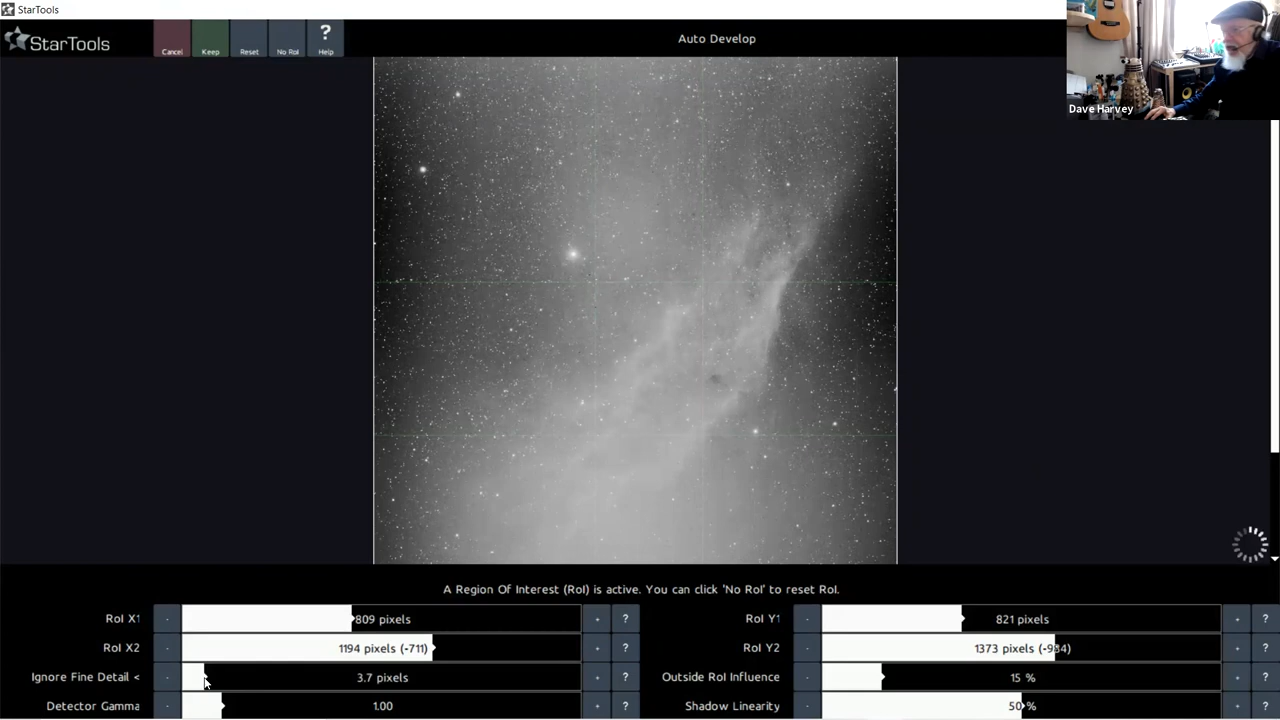 StarTools
StarTools
Cancel
Keep
Reset
No RoI
?
Help
Auto Develop
Dave Harvey
A Region Of Interest (RoI) is active. You can click 'No RoI' to reset RoI.
RoI X1 - 809 pixels + ?
RoI Y1 - 821 pixels + ?
RoI X2 - 1194 pixels (-711) + ?
RoI Y2 - 1373 pixels (-984) + ?
Ignore Fine Detail < - 3.7 pixels + ?
Outside RoI Influence - 15 % + ?
Detector Gamma - 1.00 + ?
Shadow Linearity - 50 % + ?